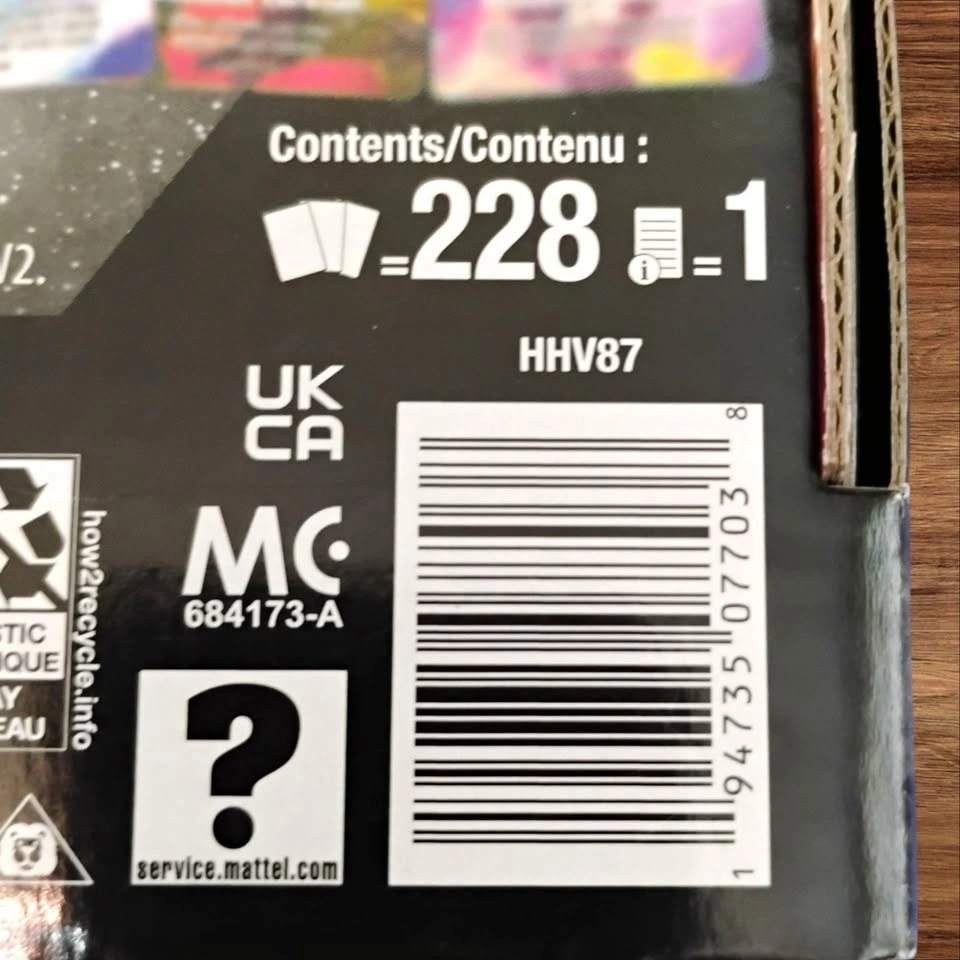 Contents/Contenu :
=228 i =1
/2.
HHV87
UK
CA
MC
684173-A
how2recycle.info
STIC
IQUE
AY
EAU
?
service.mattel.com
1 94735 07703 8